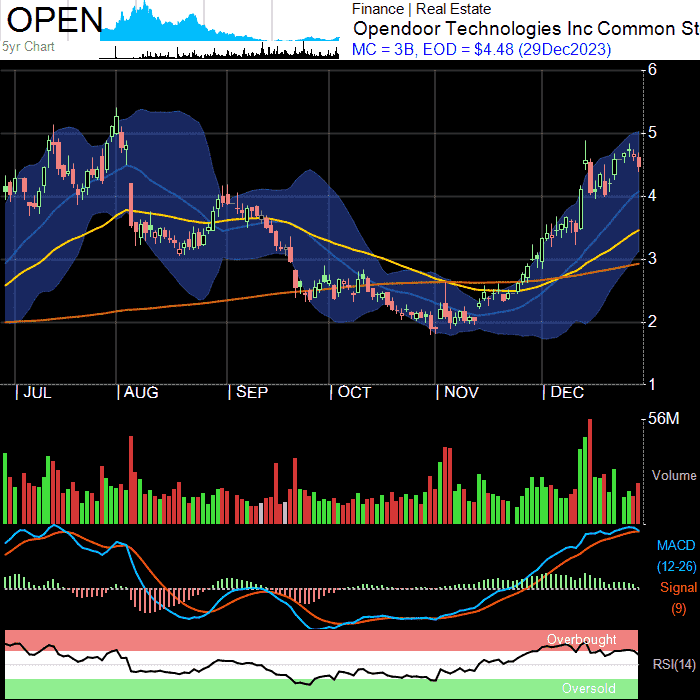 OPEN
5yr Chart
Finance | Real Estate
Opendoor Technologies Inc Common St
MC = 3B, EOD = $4.48 (29Dec2023)
6
5
4
3
2
1
| JUL | AUG | SEP | OCT | NOV | DEC
56M
Volume
MACD
(12-26)
Signal
(9)
Overbought
RSI(14)
Oversold